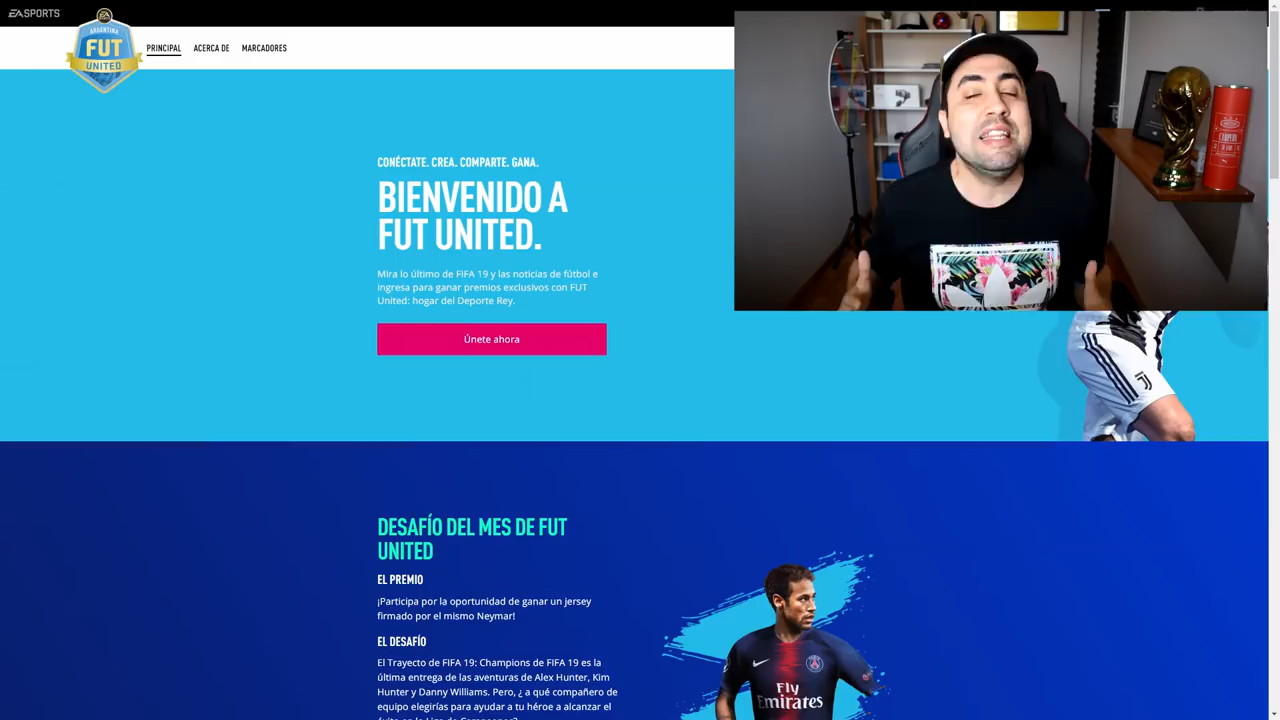 EA SPORTS
ARGENTINA
FUT
UNITED
PRINCIPAL
ACERCA DE
MARCADORES
CONÉCTATE. CREA. COMPARTE. GANA.
BIENVENIDO A
FUT UNITED.
Mira lo último de FIFA 19 y las noticias de fútbol e
ingresa para ganar premios exclusivos con FUT
United: hogar del Deporte Rey.
Únete ahora
DESAFÍO DEL MES DE FUT
UNITED
EL PREMIO
¡Participa por la oportunidad de ganar un jersey
firmado por el mismo Neymar!
EL DESAFÍO
El Trayecto de FIFA 19: Champions de FIFA 19 es la
última entrega de las aventuras de Alex Hunter, Kim
Hunter y Danny Williams. Pero, ¿ a qué compañero de
equipo elegirías para ayudar a tu héroe a alcanzar el
Fly
Emirates